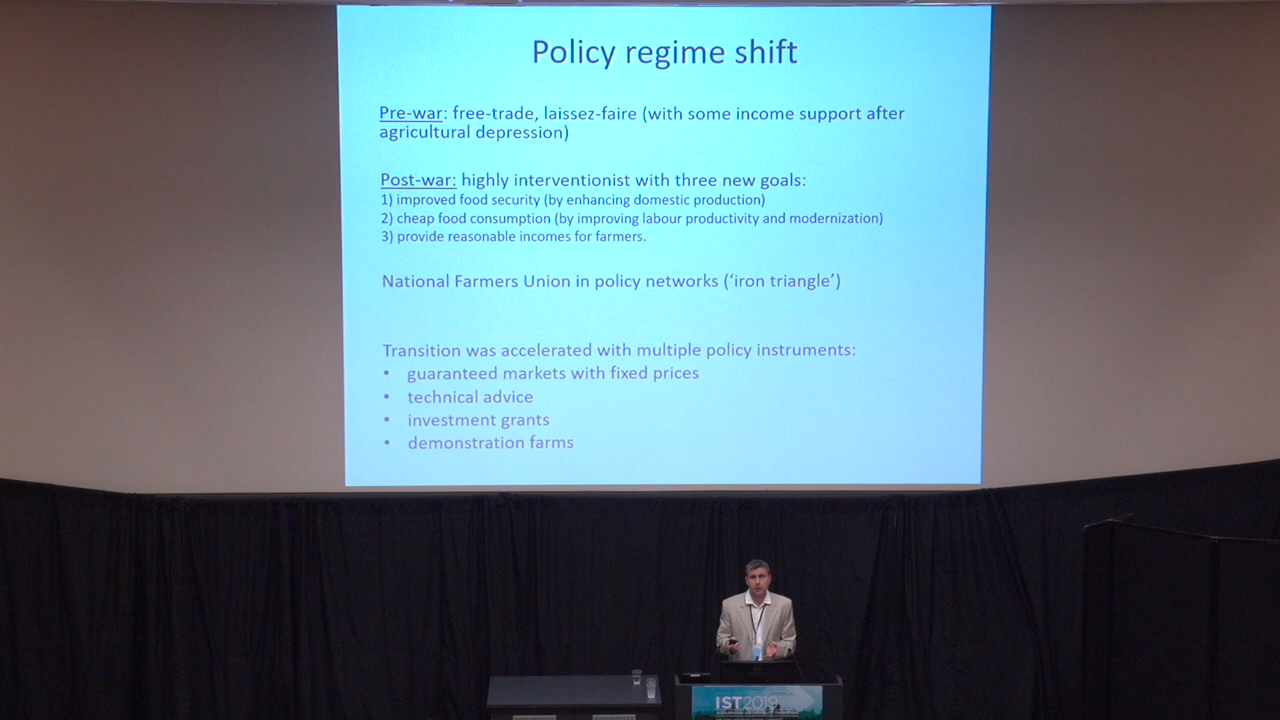 Policy regime shift
Pre-war: free-trade, laissez-faire (with some income support after
agricultural depression)
Post-war: highly interventionist with three new goals:
1) improved food security (by enhancing domestic production)
2) cheap food consumption (by improving labour productivity and modernization)
3) provide reasonable incomes for farmers.
National Farmers Union in policy networks (‘iron triangle’)
Transition was accelerated with multiple policy instruments:
• guaranteed markets with fixed prices
• technical advice
• investment grants
• demonstration farms
IST2019